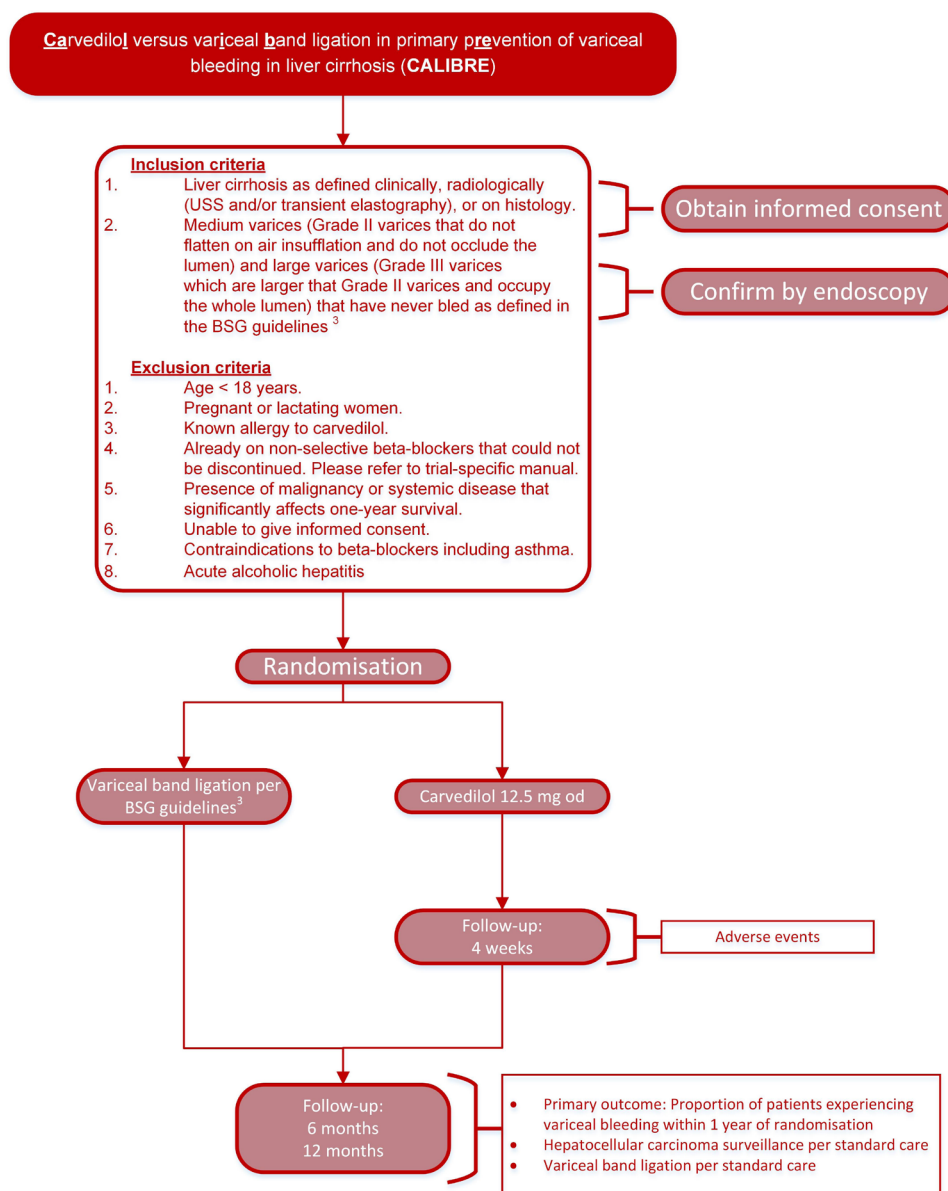 Carvedilol versus variceal band ligation in primary prevention of variceal
bleeding in liver cirrhosis (CALIBRE)
Inclusion criteria
1. Liver cirrhosis as defined clinically, radiologically
(USS and/or transient elastography), or on histology.
2. Medium varices (Grade II varices that do not
flatten on air insufflation and do not occlude the
lumen) and large varices (Grade III varices
which are larger that Grade II varices and occupy
the whole lumen) that have never bled as defined in
the BSG guidelines 3
Obtain informed consent
Confirm by endoscopy
Exclusion criteria
1. Age < 18 years.
2. Pregnant or lactating women.
3. Known allergy to carvedilol.
4. Already on non-selective beta-blockers that could not
be discontinued. Please refer to trial-specific manual.
5. Presence of malignancy or systemic disease that
significantly affects one-year survival.
6. Unable to give informed consent.
7. Contraindications to beta-blockers including asthma.
8. Acute alcoholic hepatitis
Randomisation
Variceal band ligation per
BSG guidelines3
Carvedilol 12.5 mg od
Follow-up:
4 weeks
Adverse events
Follow-up:
6 months
12 months
• Primary outcome: Proportion of patients experiencing
variceal bleeding within 1 year of randomisation
• Hepatocellular carcinoma surveillance per standard care
• Variceal band ligation per standard care